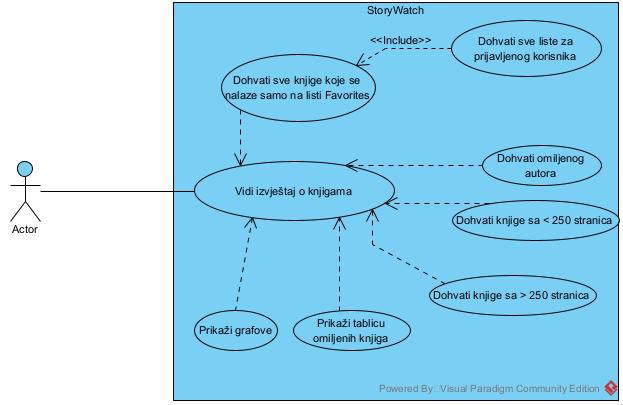 StoryWatch
<<Include>>
Dohvati sve liste za
prijavljenog korisnika
Dohvati sve knjige koje se
nalaze samo na listi Favorites
Dohvati omiljenog
autora
Vidi izvještaj o knjigama
Dohvati knjige sa < 250 stranica
Actor
Dohvati knjige sa > 250 stranica
Prikaži grafove
Prikaži tablicu
omiljenih knjiga
Powered By Visual Paradigm Community Edition